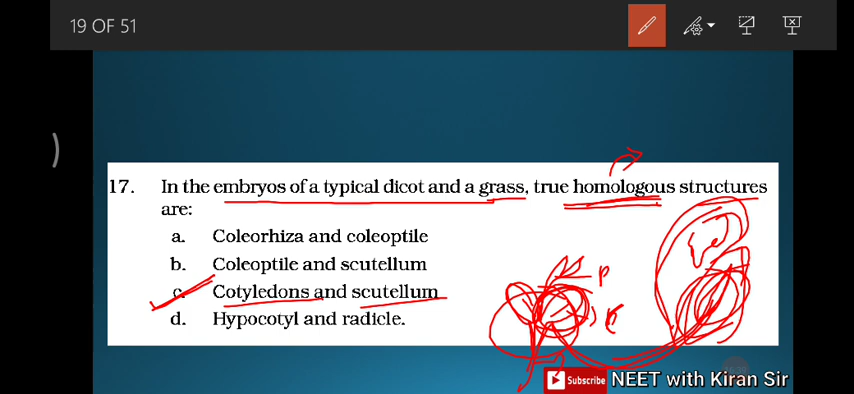 19 OF 51
17. In the embryos of a typical dicot and a grass, true homologous structures
are:
a. Coleorhiza and coleoptile
b. Coleoptile and scutellum
c. Cotyledons and scutellum
d. Hypocotyl and radicle.
P
Subscribe NEET with Kiran Sir